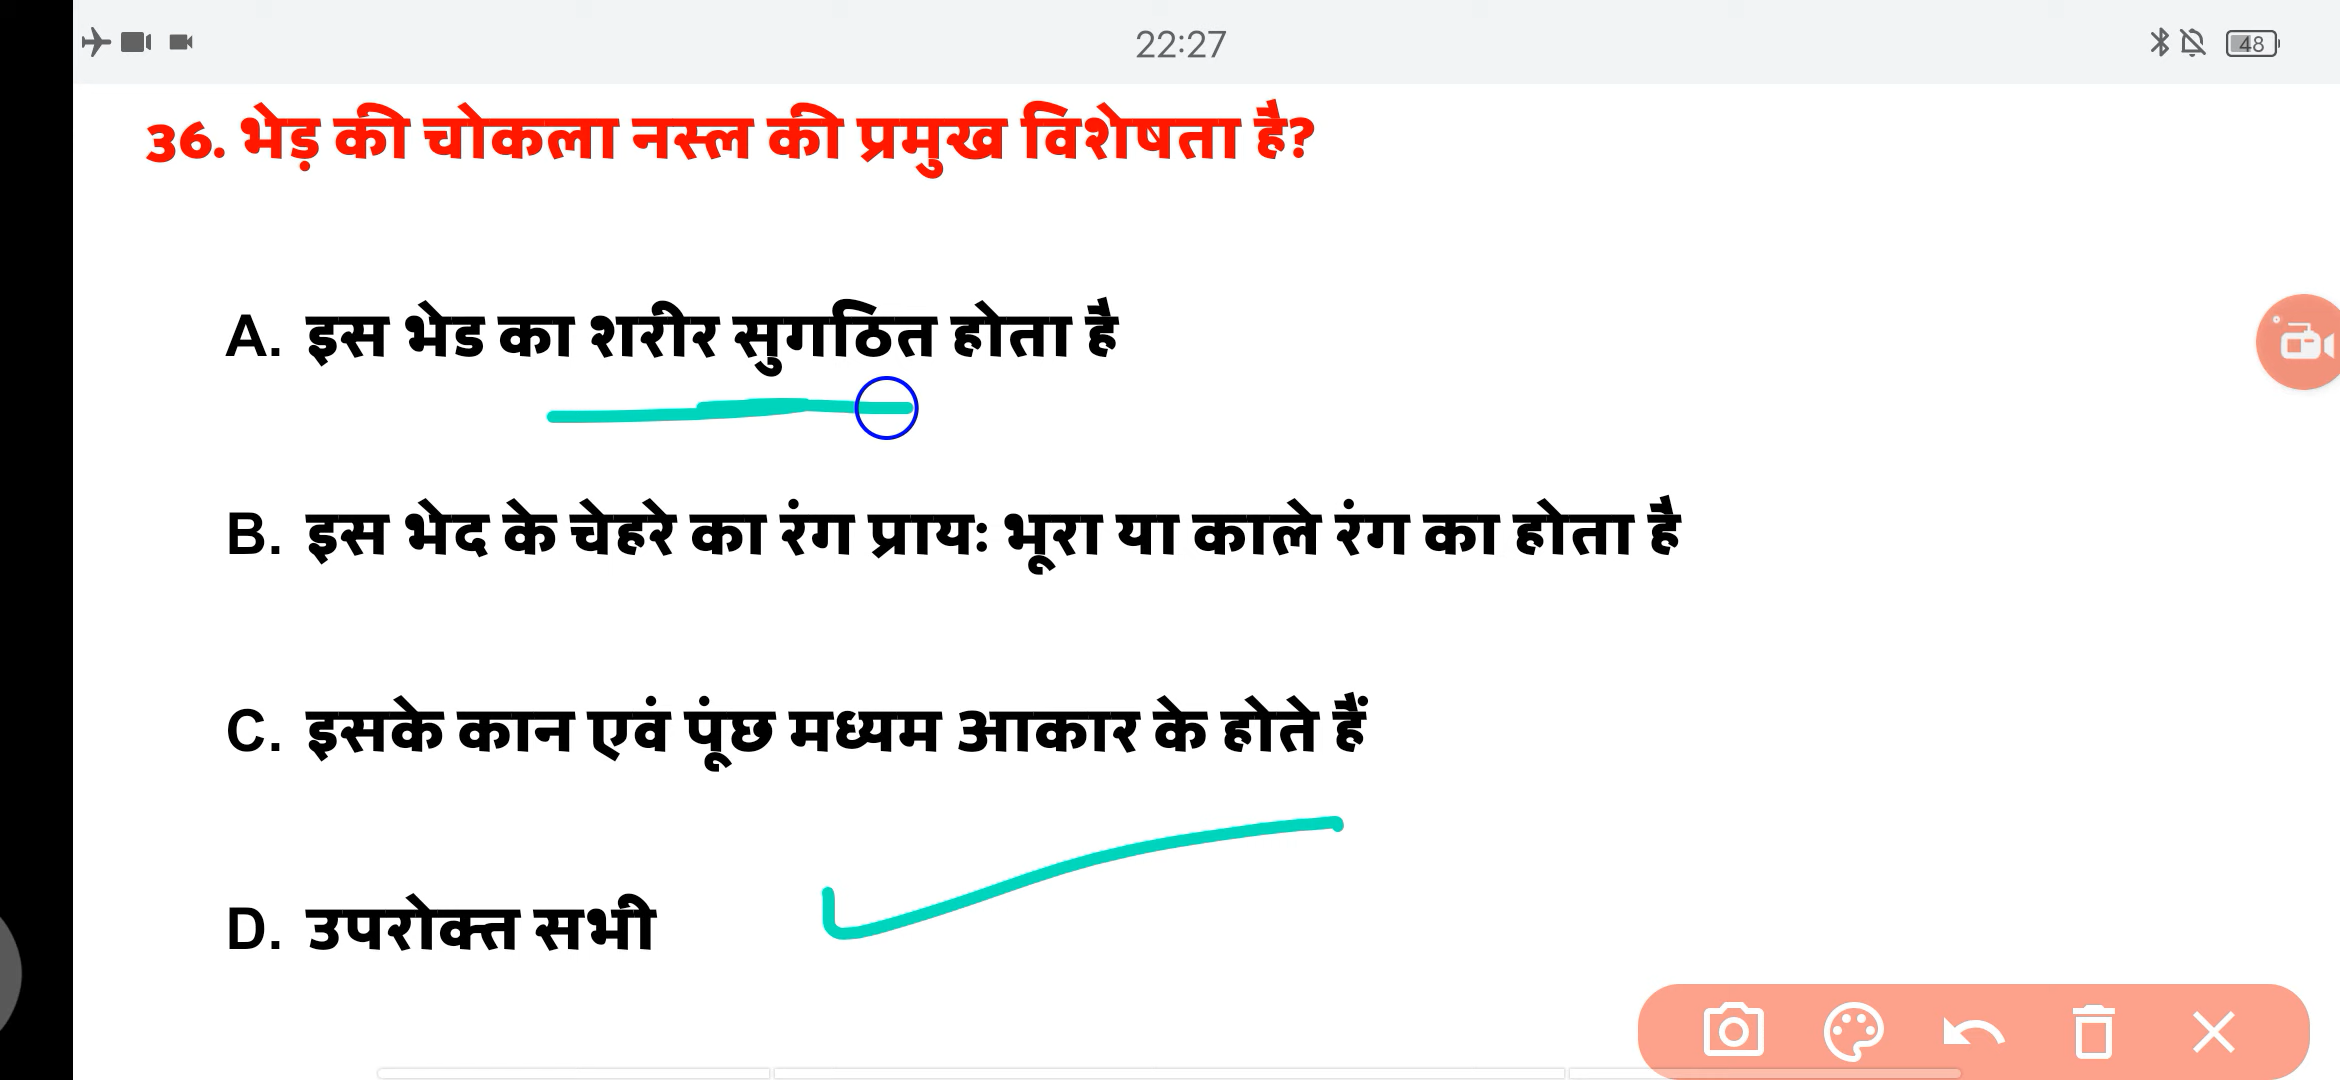 22:27
48
36. भेड़ की चोकला नस्ल की प्रमुख विशेषता है?
A. इस भेड का शरीर सुगठित होता है
B. इस भेद के चेहरे का रंग प्रायः भूरा या काले रंग का होता है
C. इसके कान एवं पूंछ मध्यम आकार के होते हैं
D. उपरोक्त सभी